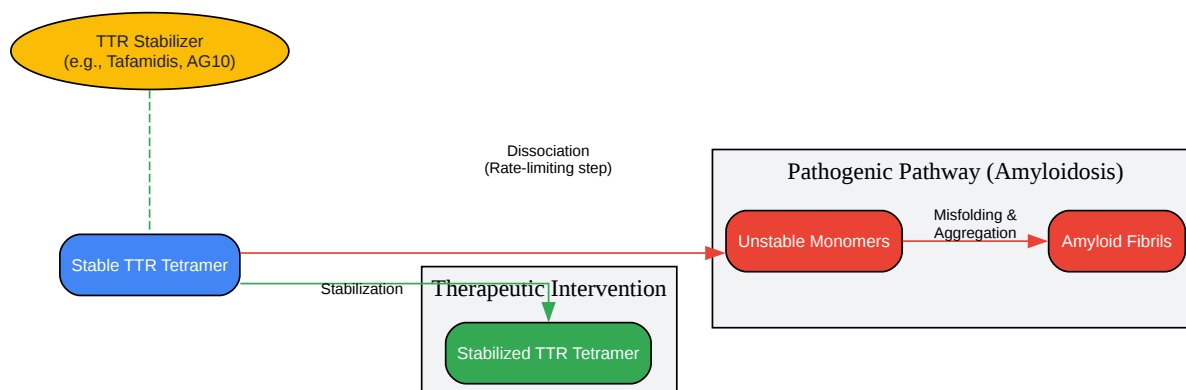 TTR Stabilizer
(e.g., Tafamidis, AG10)
Dissociation
(Rate-limiting step)
Pathogenic Pathway (Amyloidosis)
Unstable Monomers
Misfolding &
Aggregation
Amyloid Fibrils
Stable TTR Tetramer
Stabilization
Therapeutic Intervention
Stabilized TTR Tetramer